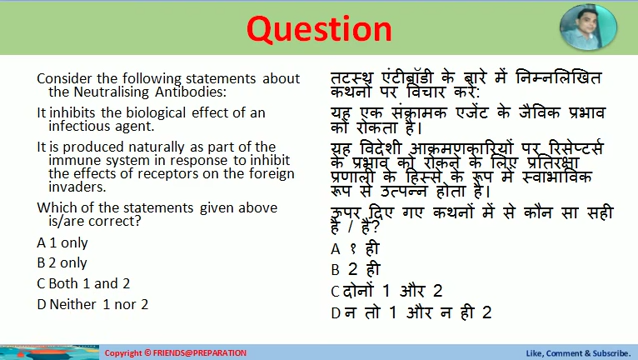 Question
Consider the following statements about
the Neutralising Antibodies:
It inhibits the biological effect of an
infectious agent.
It is produced naturally as part of the
immune system in response to inhibit
the effects of receptors on the foreign
invaders.
Which of the statements given above
is/are correct?
A 1 only
B 2 only
C Both 1 and 2
D Neither 1 nor 2
तटस्थ एंटीबॉडी के बारे में निम्नलिखित
कथनों पर विचार करें:
यह एक संक्रामक एजेंट के जैविक प्रभाव
को रोकता है।
यह विदेशी आक्रमणकारियों पर रिसेप्टर्स
के प्रभाव को रोकने के लिए प्रतिरक्षा
प्रणाली के हिस्से के रूप में स्वाभाविक
रूप से उत्पन्न होता है।
ऊपर दिए गए कथनों में से कौन सा सही
है / हैं?
A १ ही
B 2 ही
C दोनों 1 और 2
D न तो 1 और न ही 2
Copyright © FRIENDS@PREPARATION
Like, Comment & Subscribe.